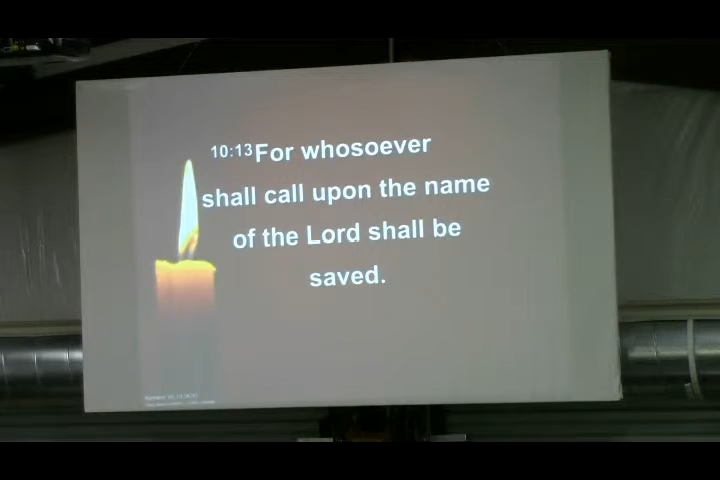 10:13For whosoever
shall call upon the name
of the Lord shall be
saved.